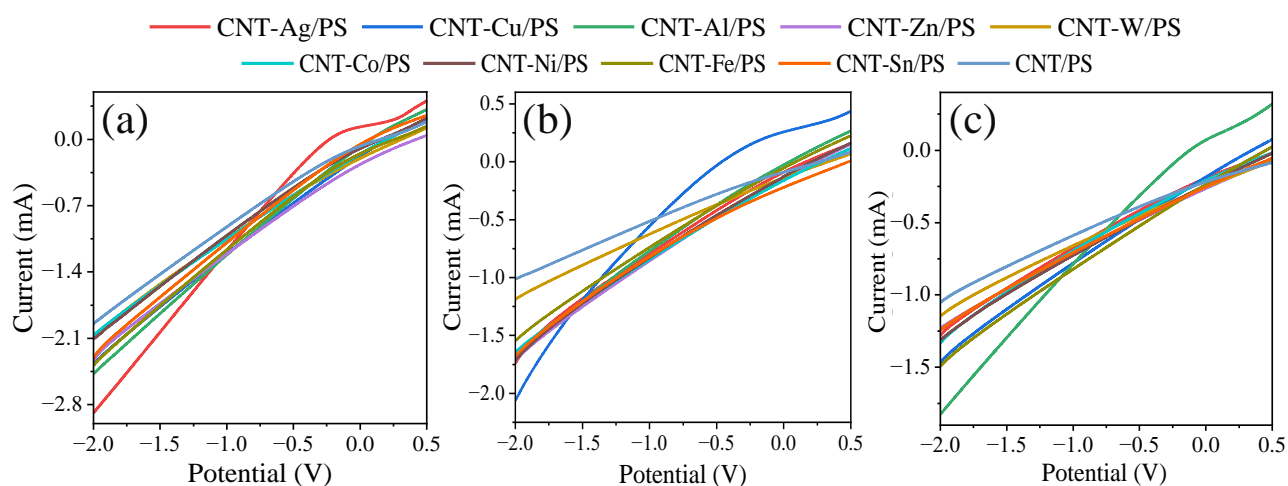 CNT-Ag/PS CNT-Cu/PS CNT-Al/PS CNT-Zn/PS CNT-W/PS
CNT-Co/PS CNT-Ni/PS CNT-Fe/PS CNT-Sn/PS CNT/PS
(a)
Current (mA)
0.0
−0.7
−1.4
−2.1
−2.8
−2.0 −1.5 −1.0 −0.5 0.0 0.5
Potential (V)
(b)
Current (mA)
0.5
0.0
−0.5
−1.0
−1.5
−2.0
−2.0 −1.5 −1.0 −0.5 0.0 0.5
Potential (V)
(c)
Current (mA)
0.0
−0.5
−1.0
−1.5
−2.0 −1.5 −1.0 −0.5 0.0 0.5
Potential (V)